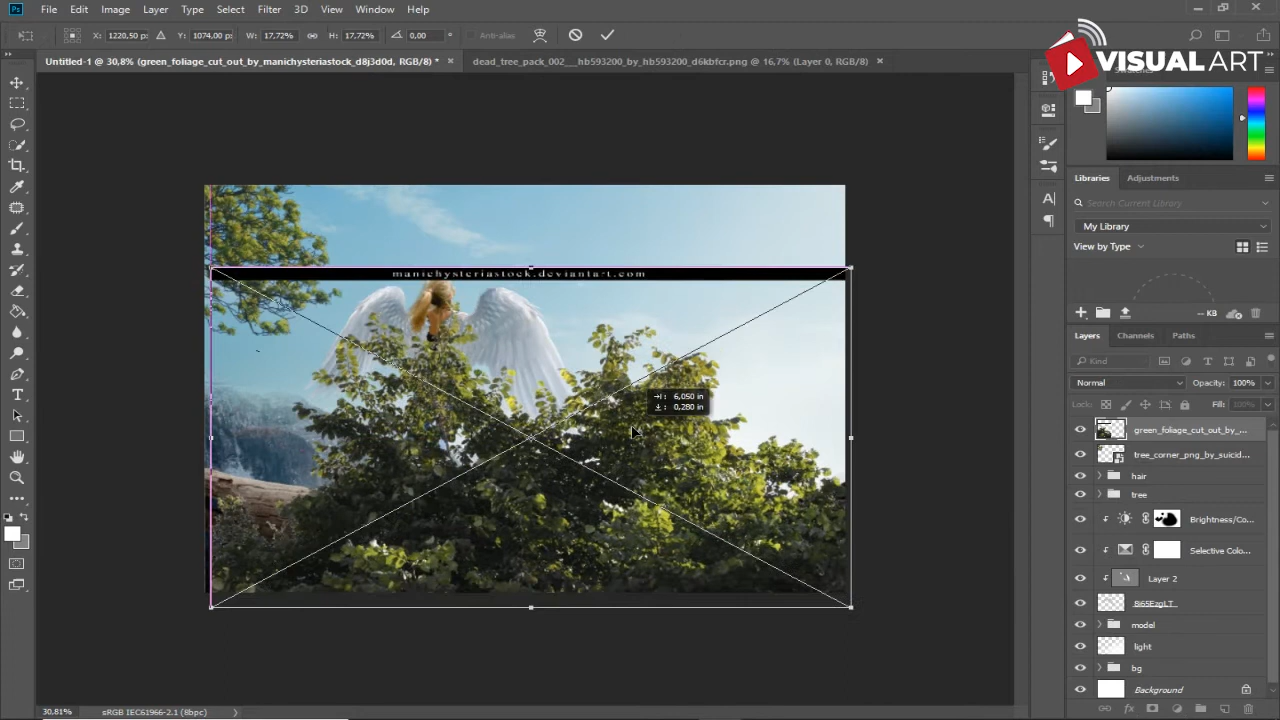 Ps File Edit Image Layer Type Select Filter 3D View Window Help
X: 1220,50 px Y: 1074,00 px W: 17,72% H: 17,72% 0,00 ° Anti-alias
Untitled-1 @ 30,8% (green_foliage_cut_out_by_manichysteriastock_d8j3d0d, RGB/8) * × dead_tree_pack_002___hb593200_by_hb593200_d6kbfcr.png @ 16,7% (Layer 0, RGB/8) ×
VISUAL ART
Swatches
Libraries Adjustments
Search Current Library
My Library
View by Type
-- KB
manichysteriastock.deviantart.com
6,050 in
0,280 in
Layers Channels Paths
Kind
Normal Opacity: 100%
Lock: Fill: 100%
green_foliage_cut_out_by_...
tree_corner_png_by_suicid...
hair
tree
Brightness/Co...
Selective Colo...
Layer 2
8i65EzgLT
model
light
bg
Background
30,81% sRGB IEC61966-2.1 (8bpc)